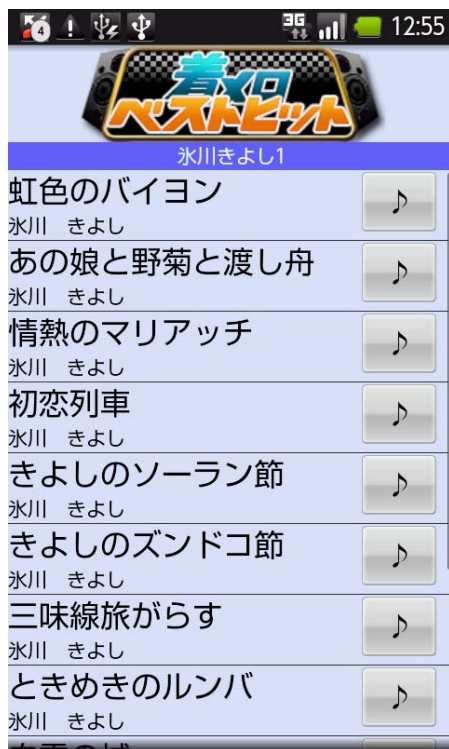 4
3G
12:55
着メロ
ベストヒット
氷川きよし1
虹色のバイヨン
氷川 きよし
♪
あの娘と野菊と渡し舟
氷川 きよし
♪
情熱のマリアッチ
氷川 きよし
♪
初恋列車
氷川 きよし
♪
きよしのソーラン節
氷川 きよし
♪
きよしのズンドコ節
氷川 きよし
♪
三味線旅がらす
氷川 きよし
♪
ときめきのルンバ
氷川 きよし
♪